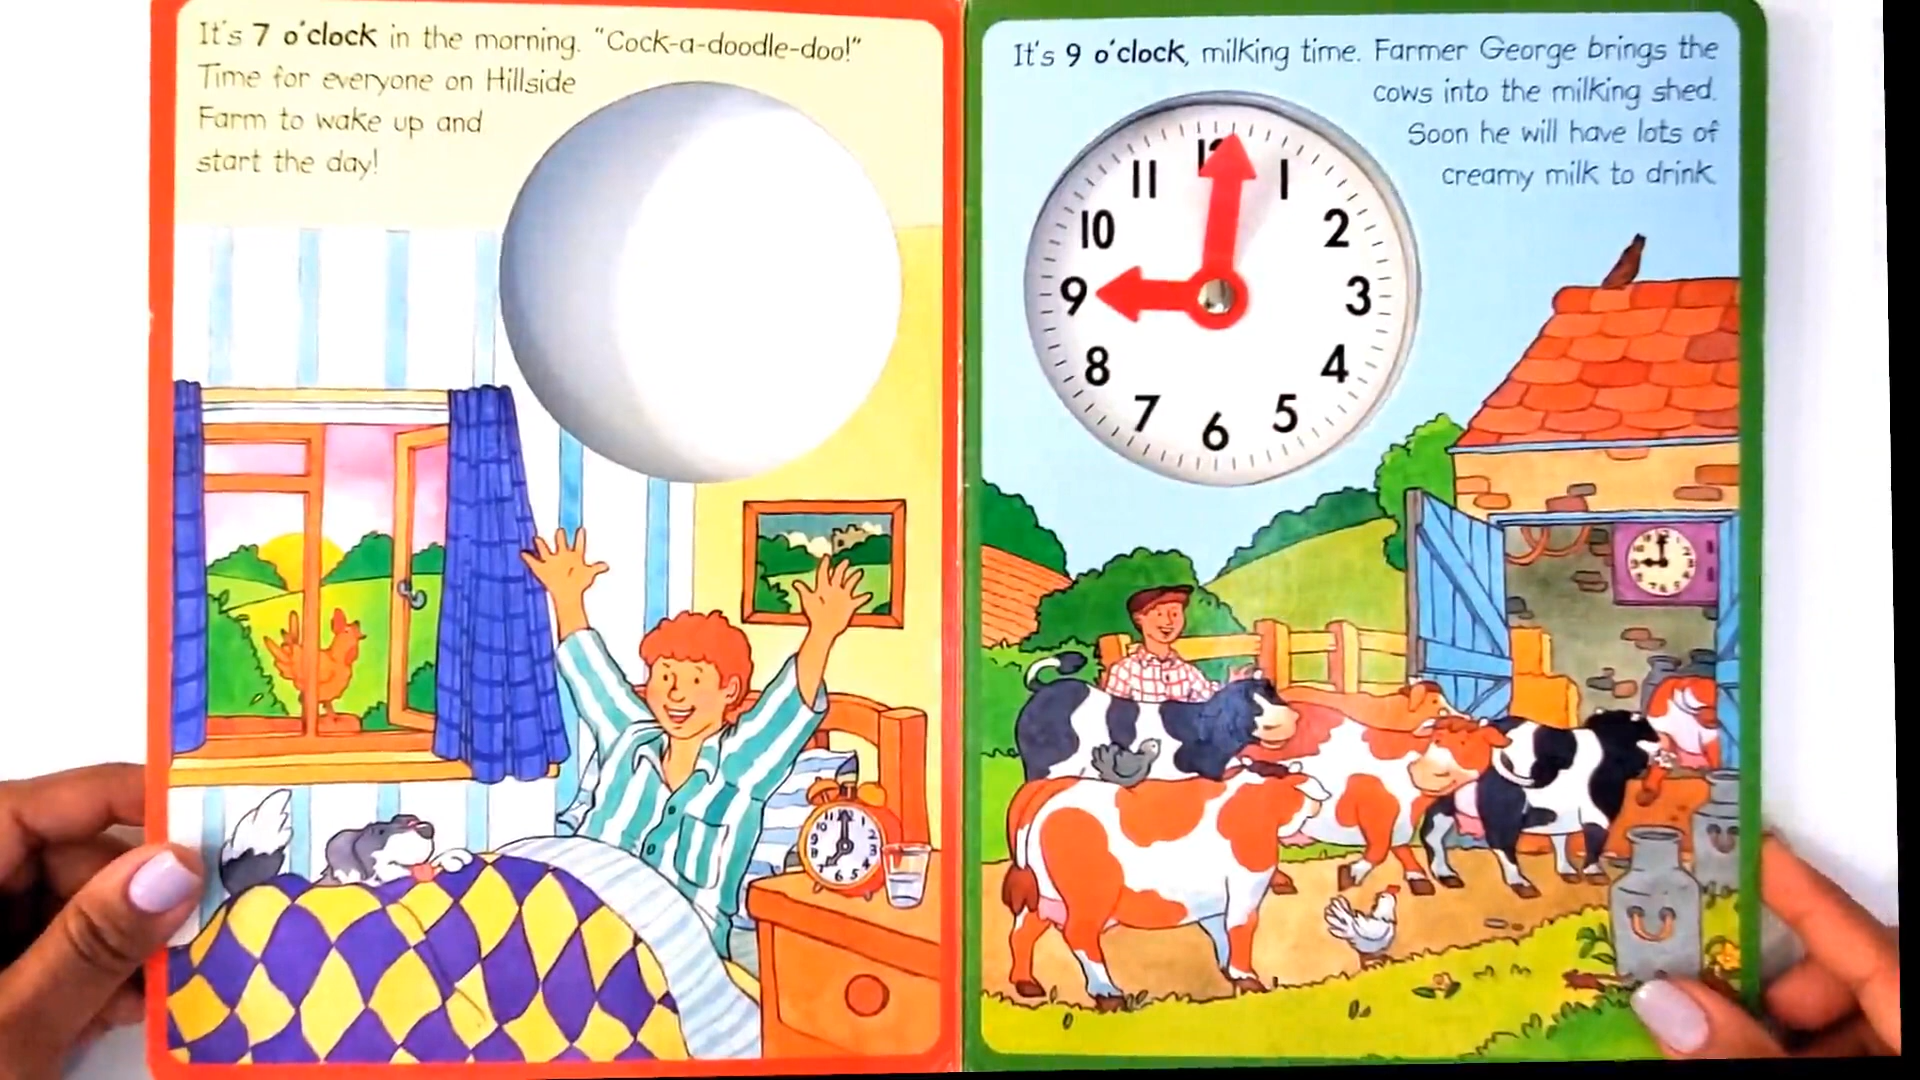 It's 7 o'clock in the morning. "Cock-a-doodle-doo!"
Time for everyone on Hillside
Farm to wake up and
start the day!
It's 9 o'clock, milking time. Farmer George brings the
cows into the milking shed.
Soon he will have lots of
creamy milk to drink.
11
1
10
2
9
3
8
4
7
5
6